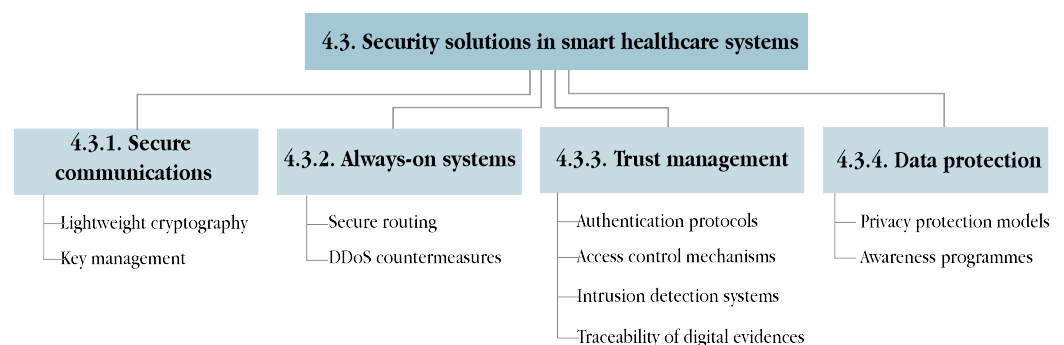 4.3. Security solutions in smart healthcare systems
4.3.1. Secure
communications
Lightweight cryptography
Key management
4.3.2. Always-on systems
Secure routing
DDoS countermeasures
4.3.3. Trust management
Authentication protocols
Access control mechanisms
Intrusion detection systems
Traceability of digital evidences
4.3.4. Data protection
Privacy protection models
Awareness programmes